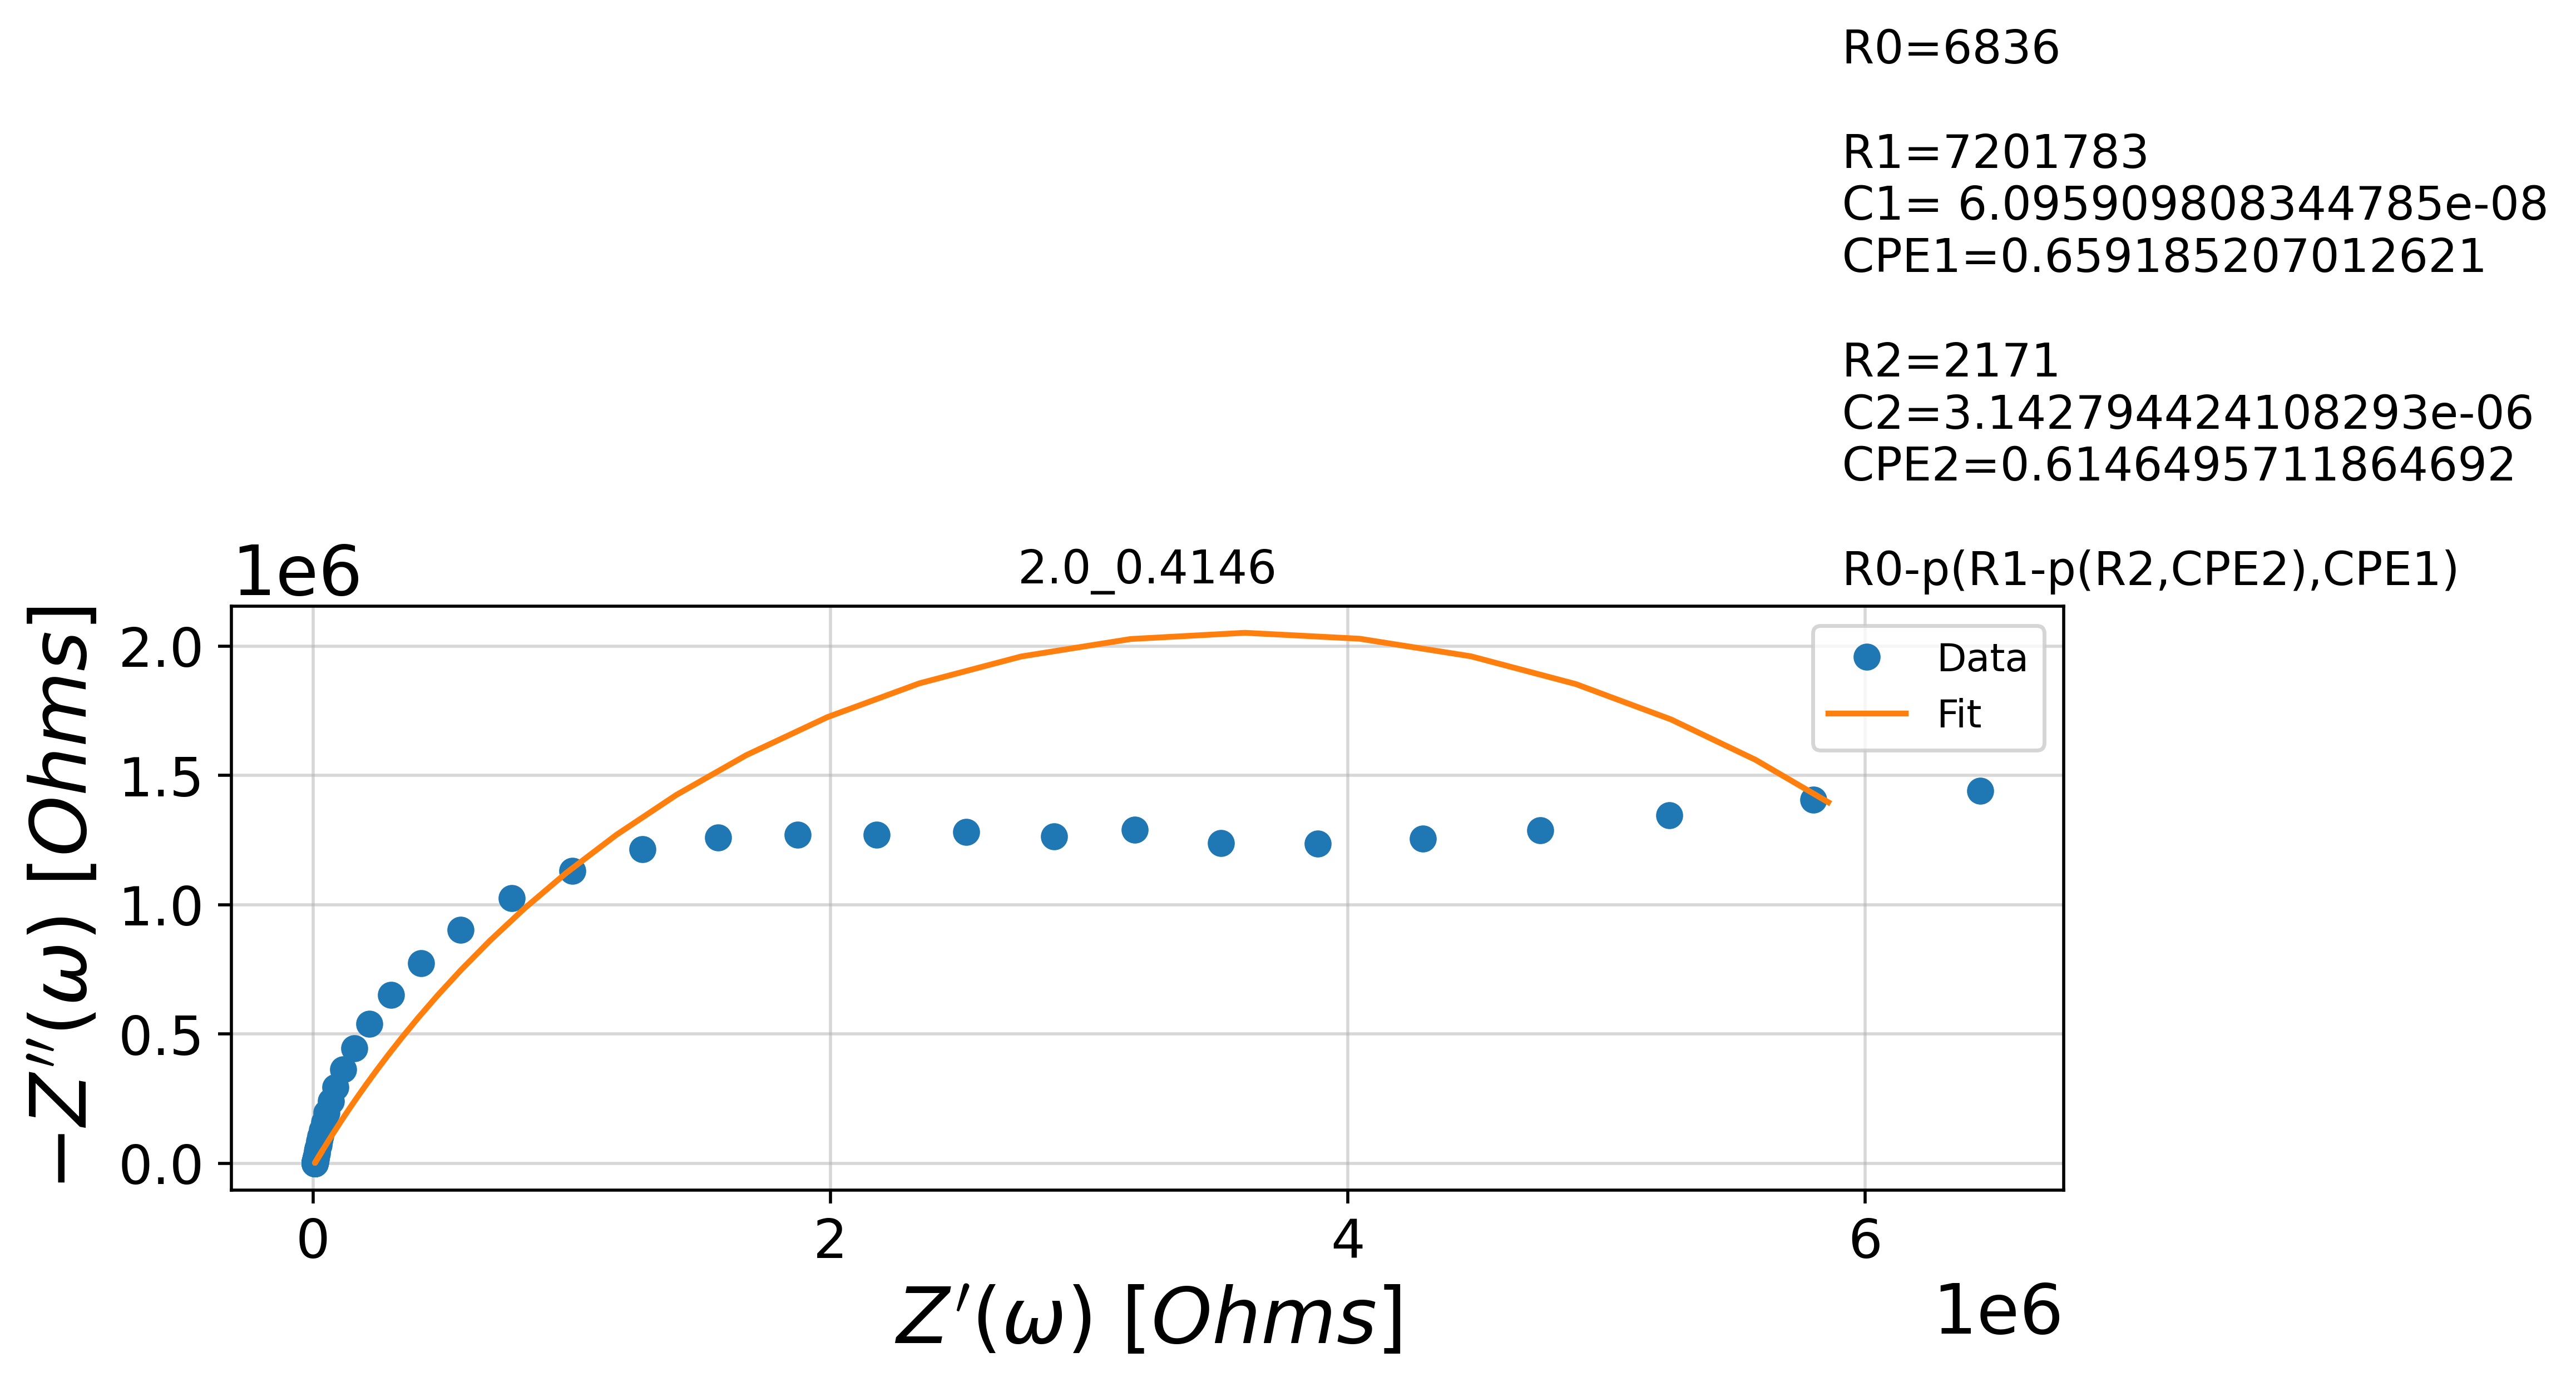 R0=6836
R1=7201783
C1= 6.095909808344785e-08
CPE1=0.659185207012621
R2=2171
C2=3.142794424108293e-06
CPE2=0.6146495711864692
R0-p(R1-p(R2,CPE2),CPE1)
1e6
2.0_0.4146
Data
Fit
−Z′′(ω) [Ohms]
2.0
1.5
1.0
0.5
0.0
0 2 4 6
Z′(ω) [Ohms]
1e6